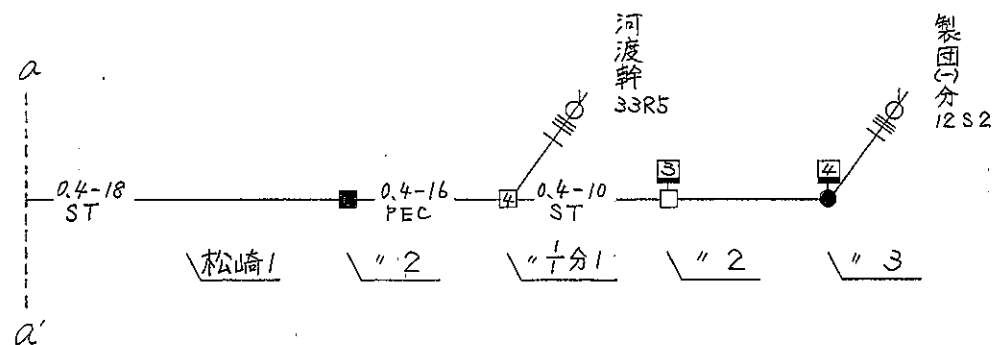 a
河渡幹
33R5
製団(一)分
12S2
3
4
0.4-18
ST
0.4-16
PEC
4
0.4-10
ST
松崎1
〃2
〃1/1分1
〃2
〃3
a'